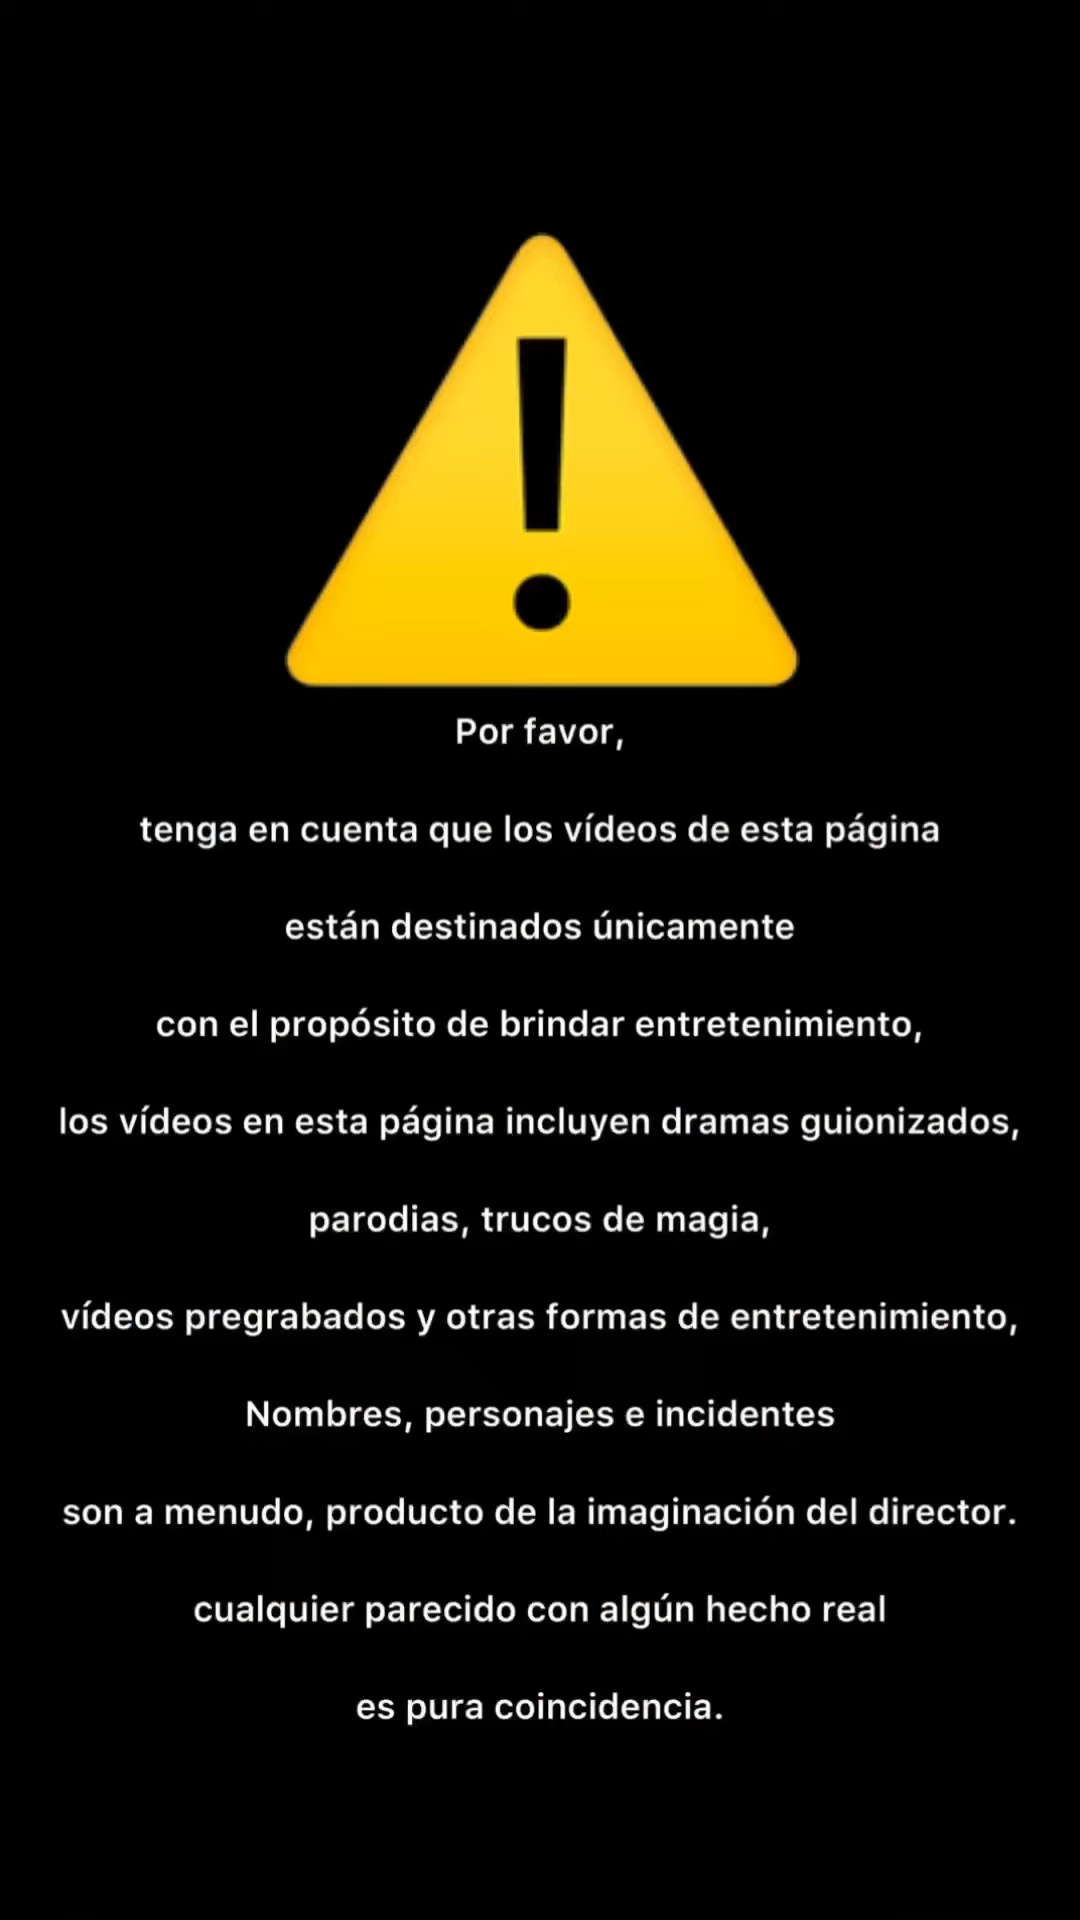 Por favor,
tenga en cuenta que los vídeos de esta página
están destinados únicamente
con el propósito de brindar entretenimiento,
los vídeos en esta página incluyen dramas guionizados,
parodias, trucos de magia,
vídeos pregrabados y otras formas de entretenimiento,
Nombres, personajes e incidentes
son a menudo, producto de la imaginación del director.
cualquier parecido con algún hecho real
es pura coincidencia.